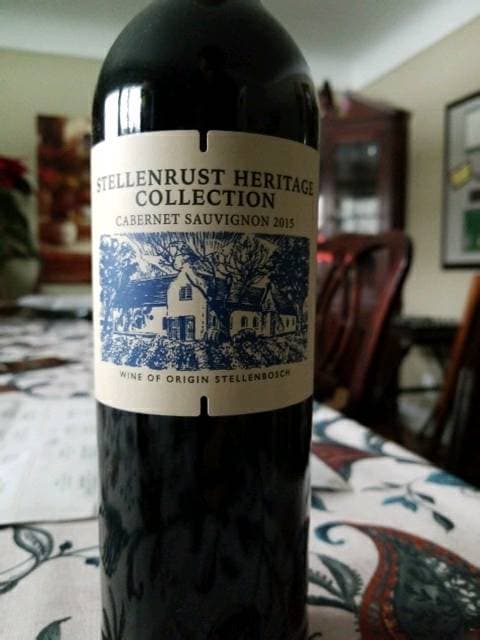 STELLENRUST HERITAGE
COLLECTION
CABERNET SAUVIGNON 2015
WINE OF ORIGIN STELLENBOSCH